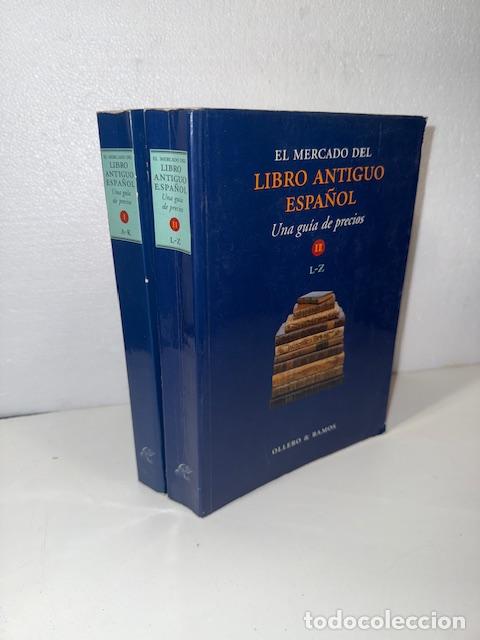 EL MERCADO DEL
LIBRO
ANTIGUO
ESPAÑOL
Una guía
de precios
I
A-K
EL MERCADO DEL
LIBRO
ANTIGUO
ESPAÑOL
Una guía
de precios
II
L-Z
EL MERCADO DEL
LIBRO ANTIGUO
ESPAÑOL
Una guía de precios
II
L-Z
OLLERO & RAMOS
todocoleccion